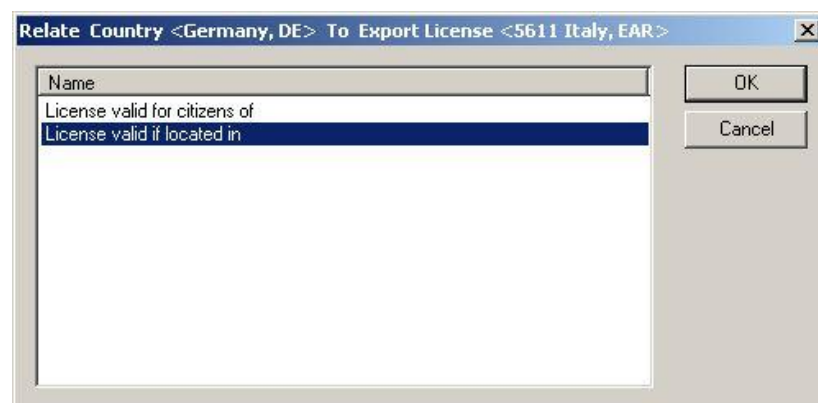 Relate Country <Germany, DE> To Export License <5611 Italy, EAR>
Name
OK
License valid for citizens of
License valid if located in
Cancel